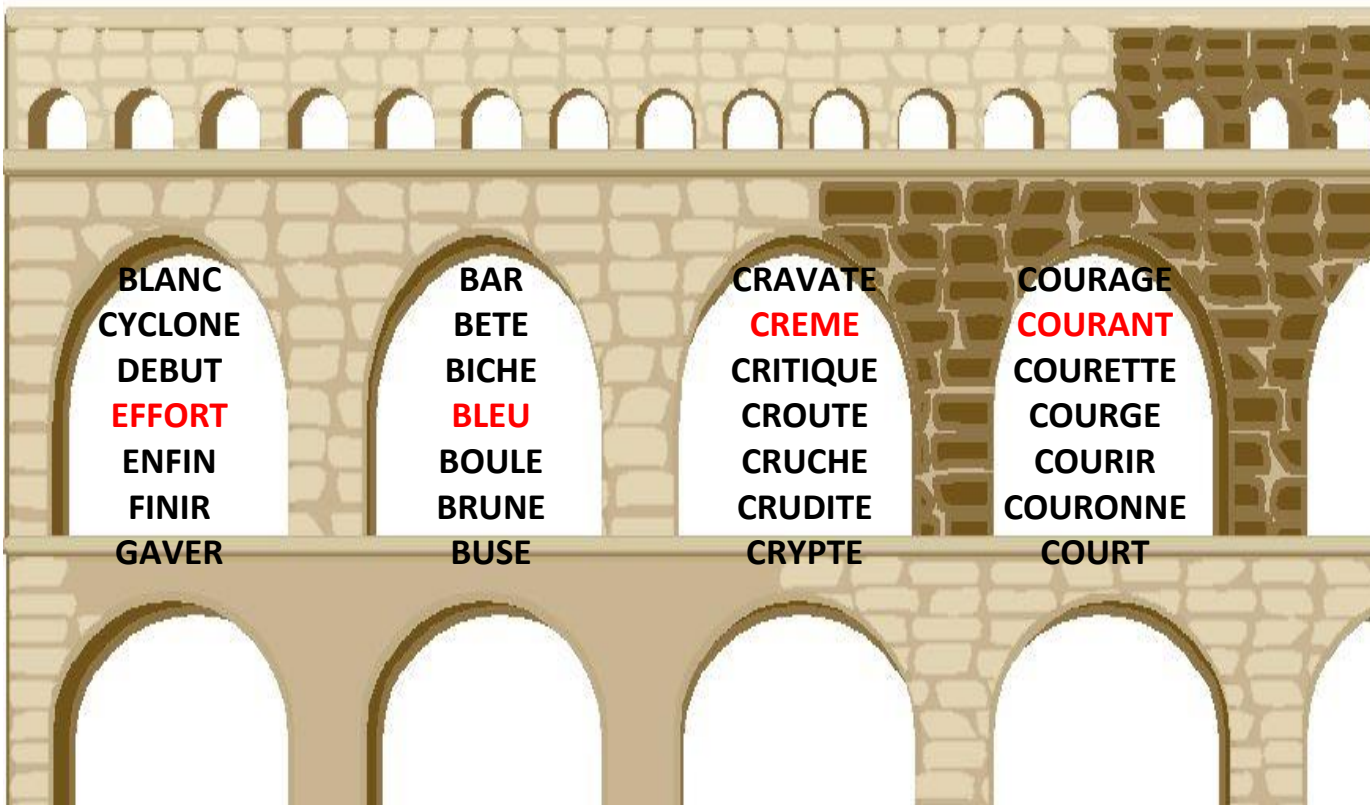 BLANC
CYCLONE
DEBUT
EFFORT
ENFIN
FINIR
GAVER
BAR
BETE
BICHE
BLEU
BOULE
BRUNE
BUSE
CRAVATE
CREME
CRITIQUE
CROUTE
CRUCHE
CRUDITE
CRYPTE
COURAGE
COURANT
COURETTE
COURGE
COURIR
COURONNE
COURT